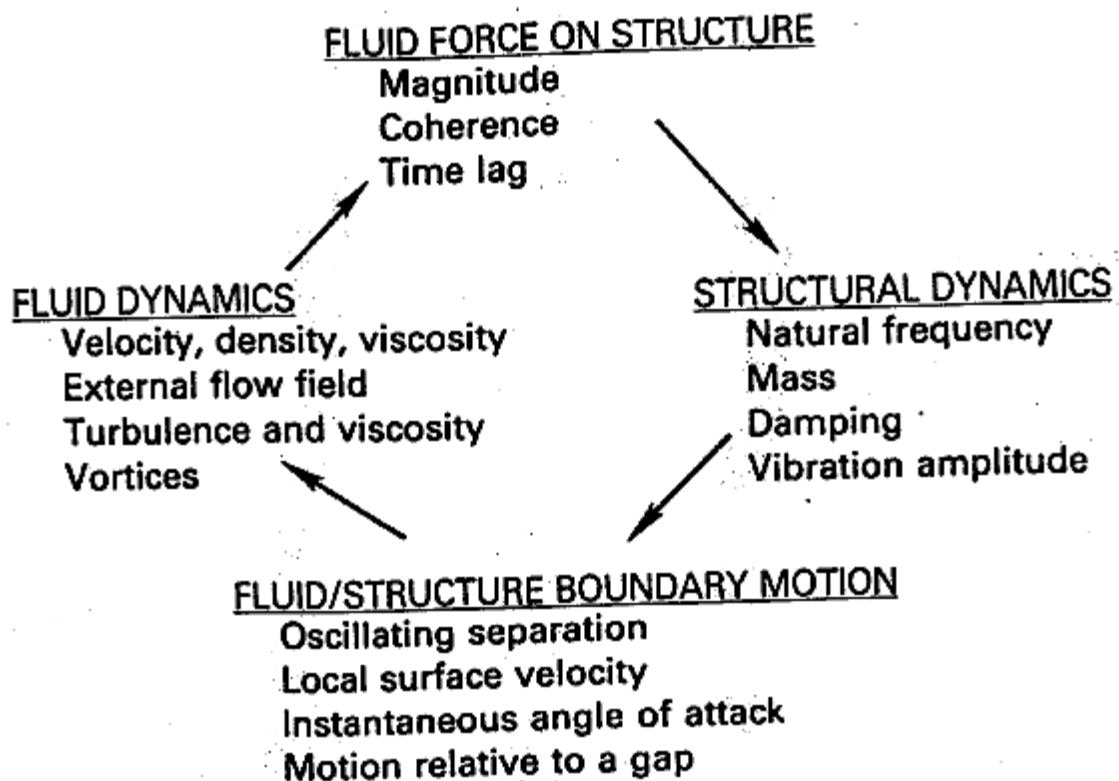 FLUID FORCE ON STRUCTURE
Magnitude
Coherence
Time lag
FLUID DYNAMICS
Velocity, density, viscosity
External flow field
Turbulence and viscosity
Vortices
STRUCTURAL DYNAMICS
Natural frequency
Mass
Damping
Vibration amplitude
FLUID/STRUCTURE BOUNDARY MOTION
Oscillating separation
Local surface velocity
Instantaneous angle of attack
Motion relative to a gap